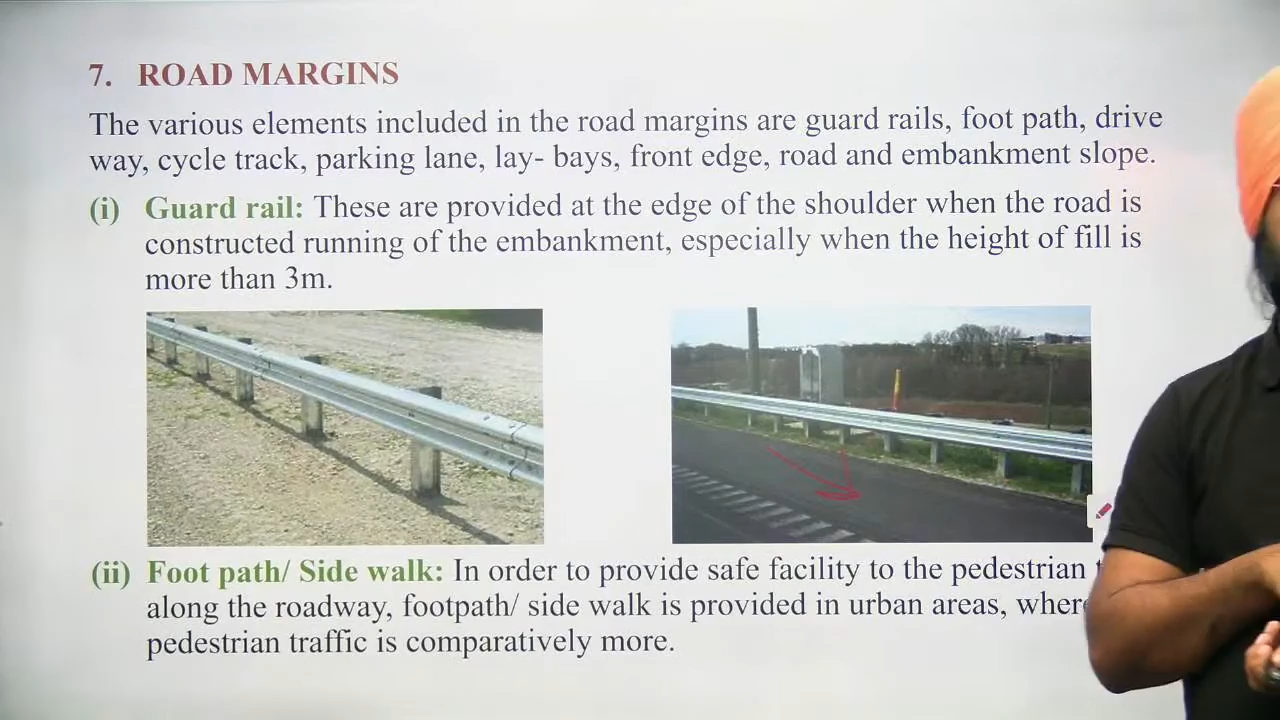 7. ROAD MARGINS
The various elements included in the road margins are guard rails, foot path, drive
way, cycle track, parking lane, lay- bays, front edge, road and embankment slope.
(i) Guard rail: These are provided at the edge of the shoulder when the road is
constructed running of the embankment, especially when the height of fill is
more than 3m.
(ii) Foot path/ Side walk: In order to provide safe facility to the pedestrian
along the roadway, footpath/ side walk is provided in urban areas, where
pedestrian traffic is comparatively more.